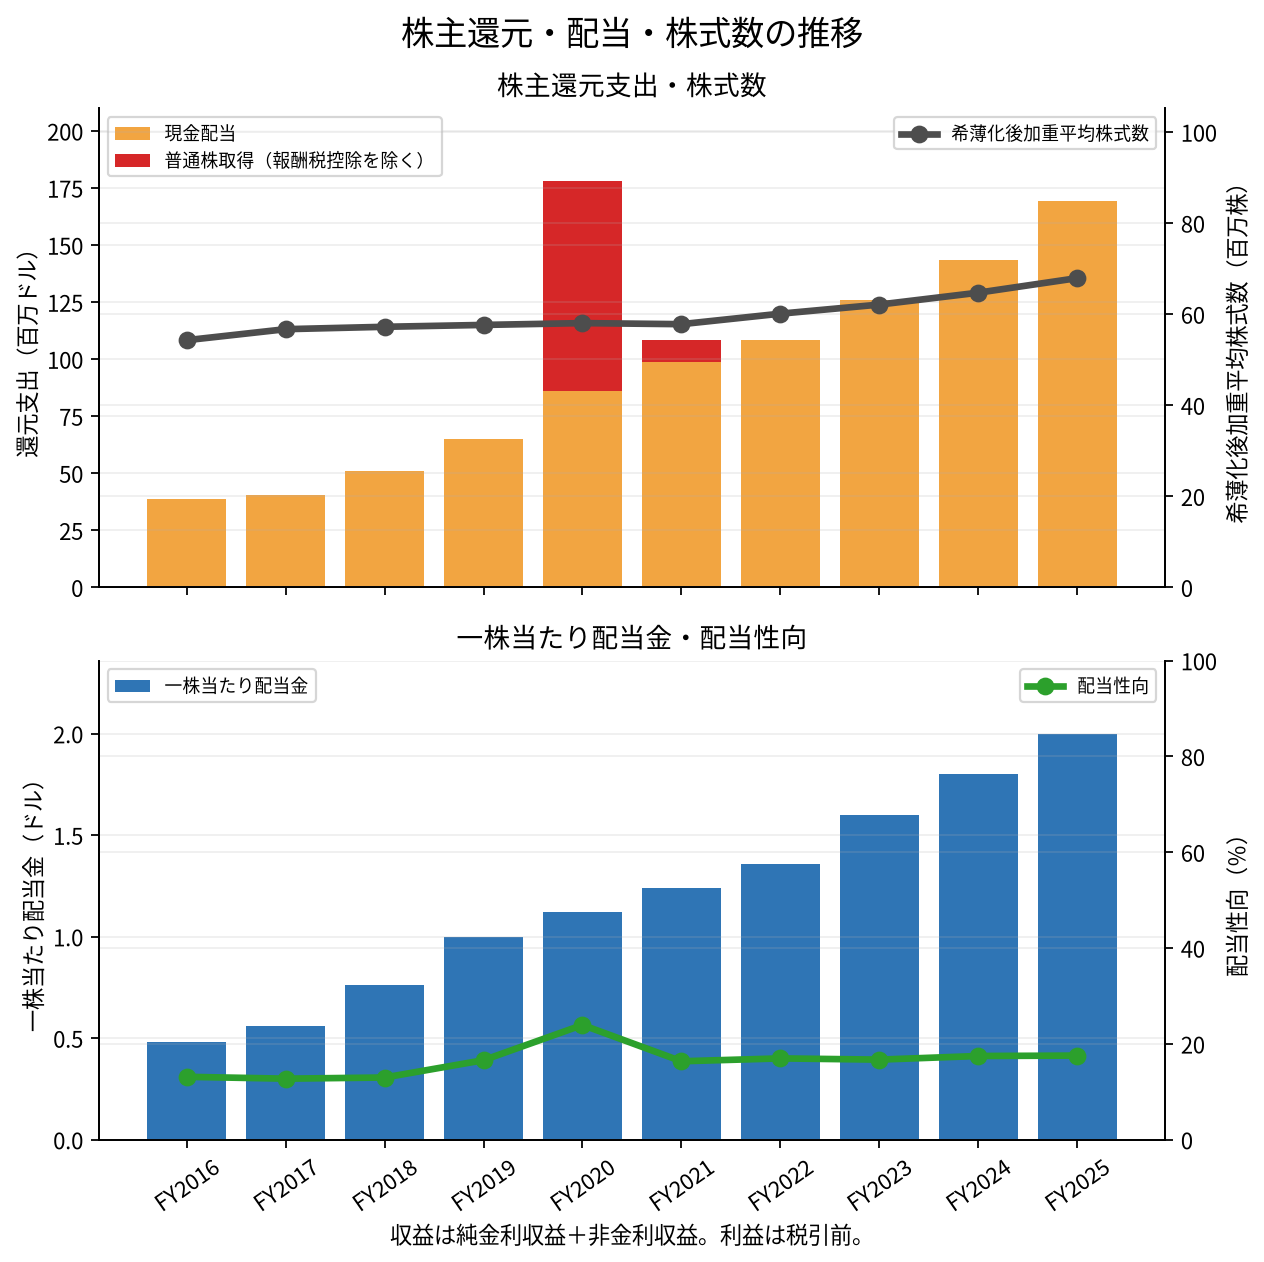 株主還元・配当・株式数の推移
株主還元支出・株式数
現金配当
普通株取得（報酬税控除を除く）
希薄化後加重平均株式数
還元支出（百万ドル）
200
175
150
125
100
75
50
25
0
100
80
60
40
20
0
希薄化後加重平均株式数（百万株）
一株当たり配当金・配当性向
一株当たり配当金
配当性向
一株当たり配当金（ドル）
2.0
1.5
1.0
0.5
0.0
100
80
60
40
20
0
配当性向（%）
FY2016
FY2017
FY2018
FY2019
FY2020
FY2021
FY2022
FY2023
FY2024
FY2025
収益は純金利収益＋非金利収益。利益は税引前。